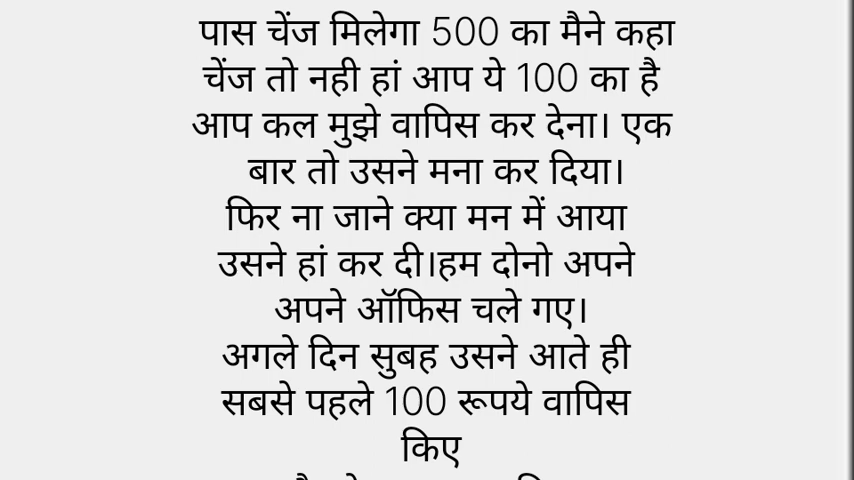 पास चेंज मिलेगा 500 का मैने कहा
चेंज तो नही हां आप ये 100 का है
आप कल मुझे वापिस कर देना। एक
बार तो उसने मना कर दिया।
फिर ना जाने क्या मन में आया
उसने हां कर दी।हम दोनो अपने
अपने ऑफिस चले गए।
अगले दिन सुबह उसने आते ही
सबसे पहले 100 रूपये वापिस
किए